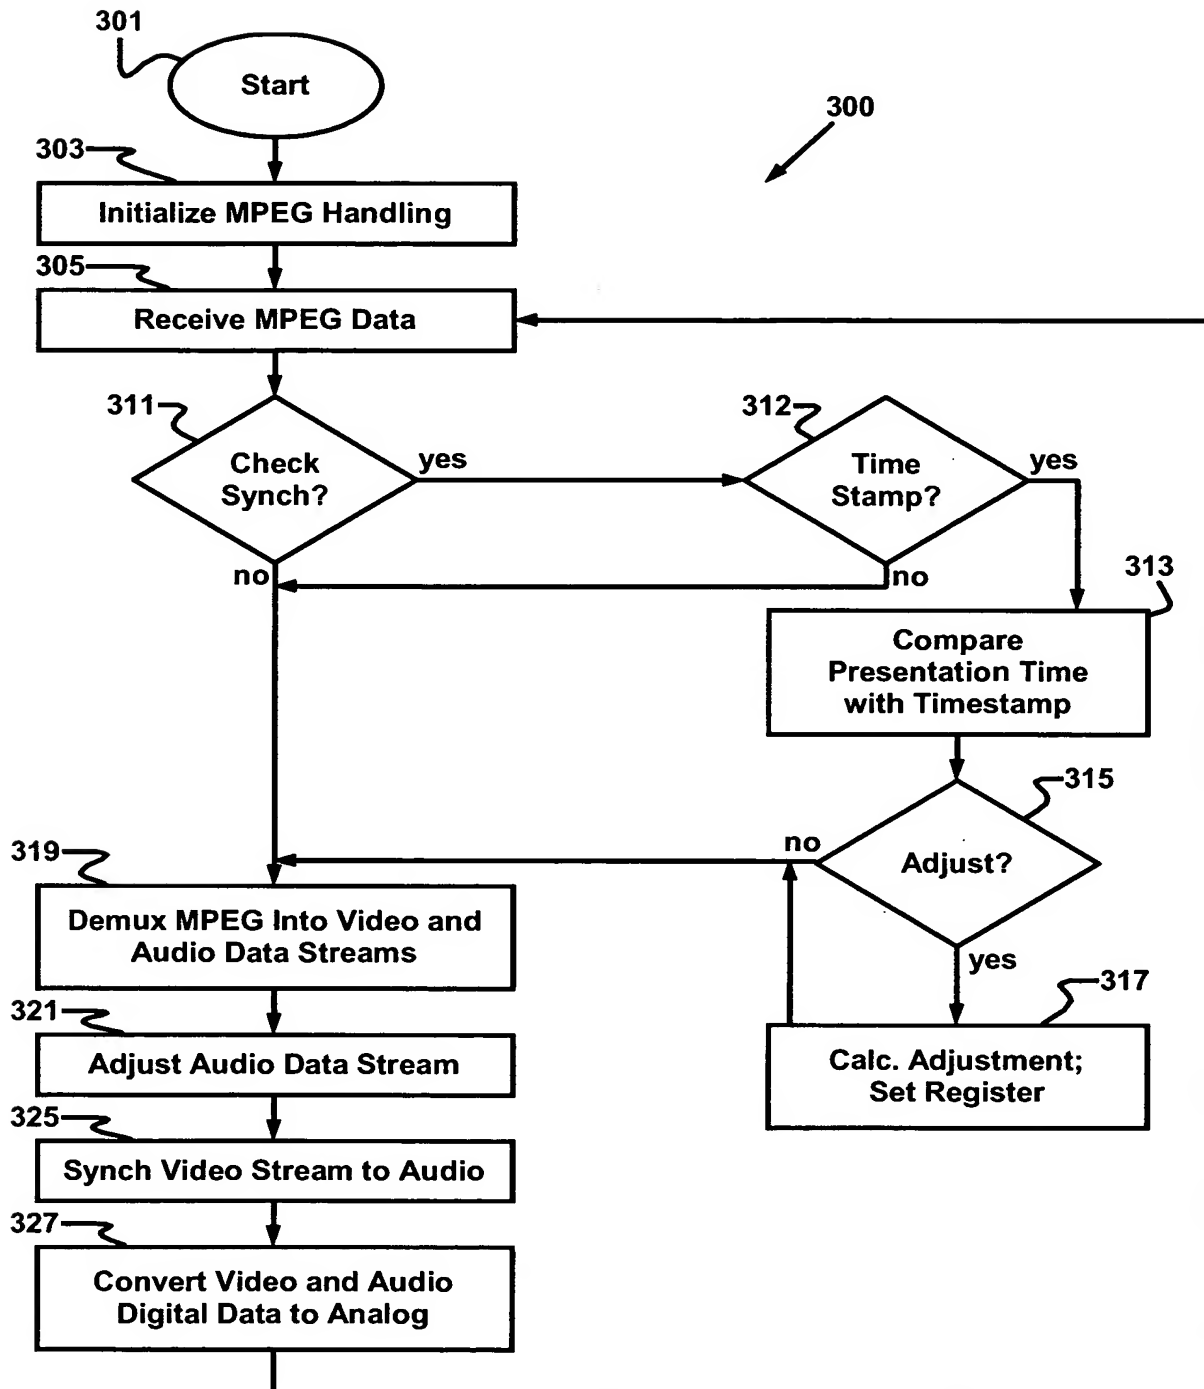 301
Start
300
303
Initialize MPEG Handling
305
Receive MPEG Data
311
Check
Synch?
yes
no
312
Time
Stamp?
yes
no
313
Compare
Presentation Time
with Timestamp
315
Adjust?
no
yes
317
Calc. Adjustment;
Set Register
319
Demux MPEG Into Video and
Audio Data Streams
321
Adjust Audio Data Stream
325
Synch Video Stream to Audio
327
Convert Video and Audio
Digital Data to Analog